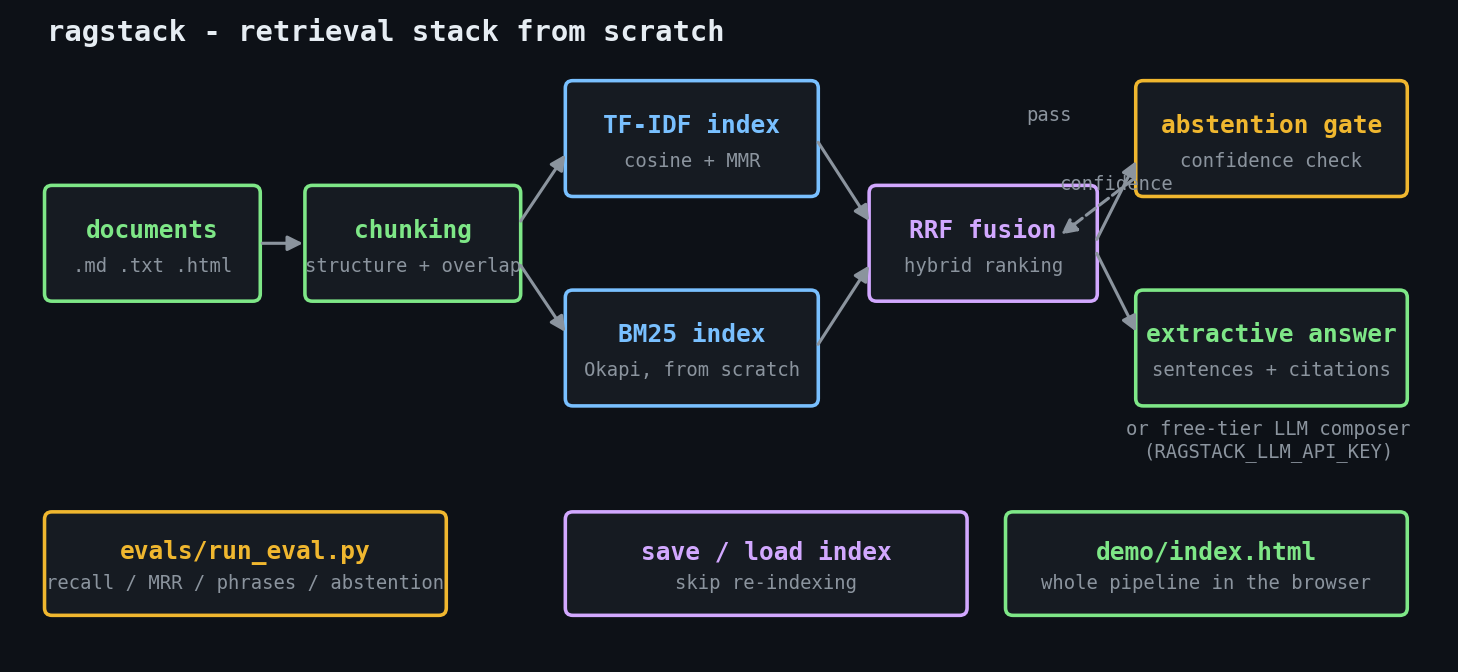 ragstack - retrieval stack from scratch
documents
.md .txt .html
chunking
structure + overlap
TF-IDF index
cosine + MMR
BM25 index
Okapi, from scratch
RRF fusion
hybrid ranking
pass
confidence
abstention gate
confidence check
extractive answer
sentences + citations
or free-tier LLM composer
(RAGSTACK_LLM_API_KEY)
evals/run_eval.py
recall / MRR / phrases / abstention
save / load index
skip re-indexing
demo/index.html
whole pipeline in the browser